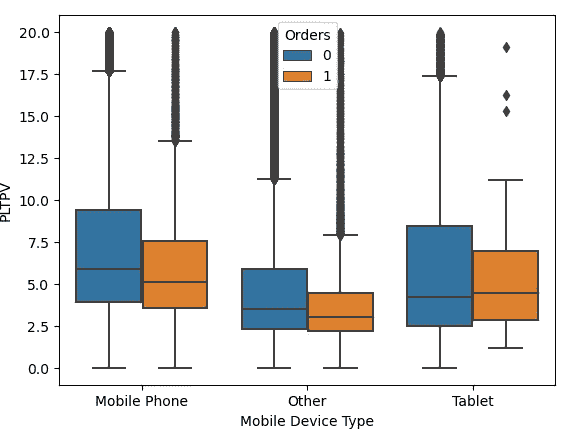 20.0
17.5
15.0
12.5
10.0
7.5
5.0
2.5
0.0
PLTPV
Orders
0
1
Mobile Phone
Other
Tablet
Mobile Device Type